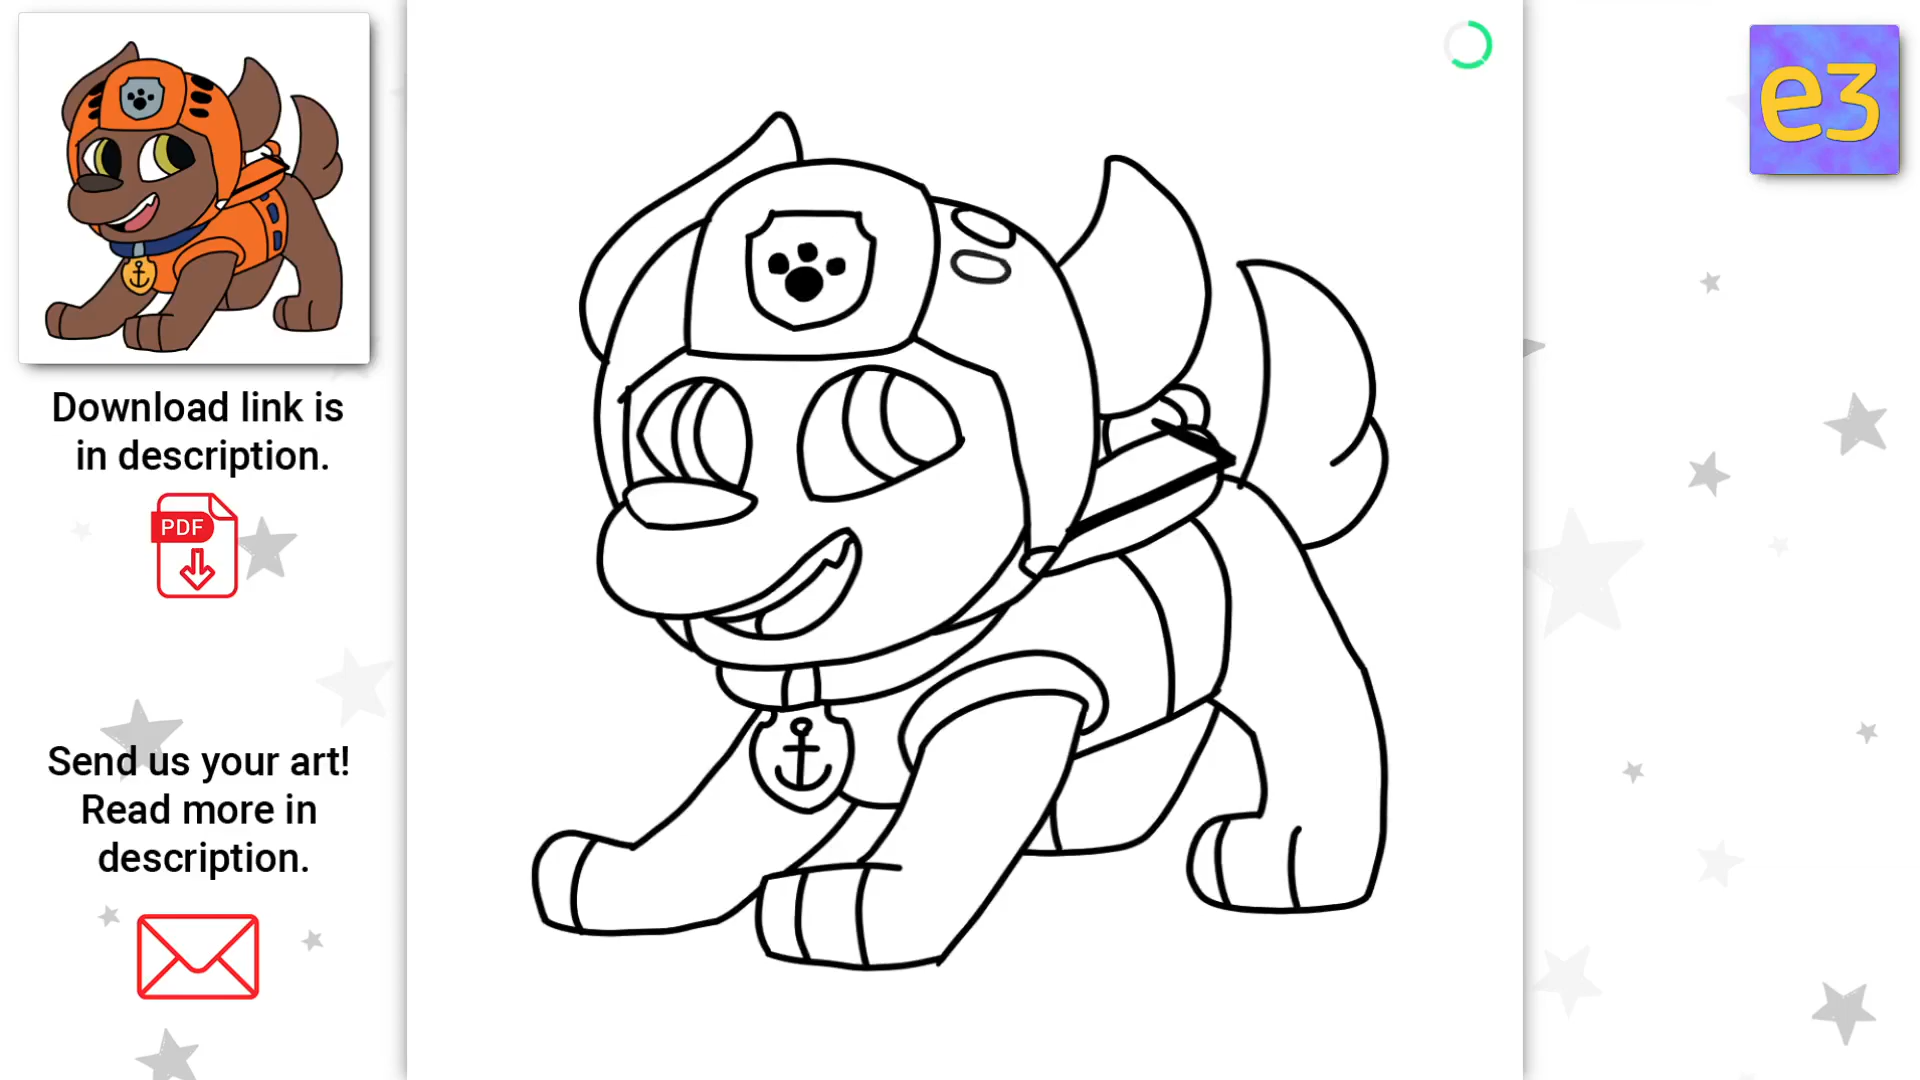 Download link is
in description.
PDF
Send us your art!
Read more in
description.
e3